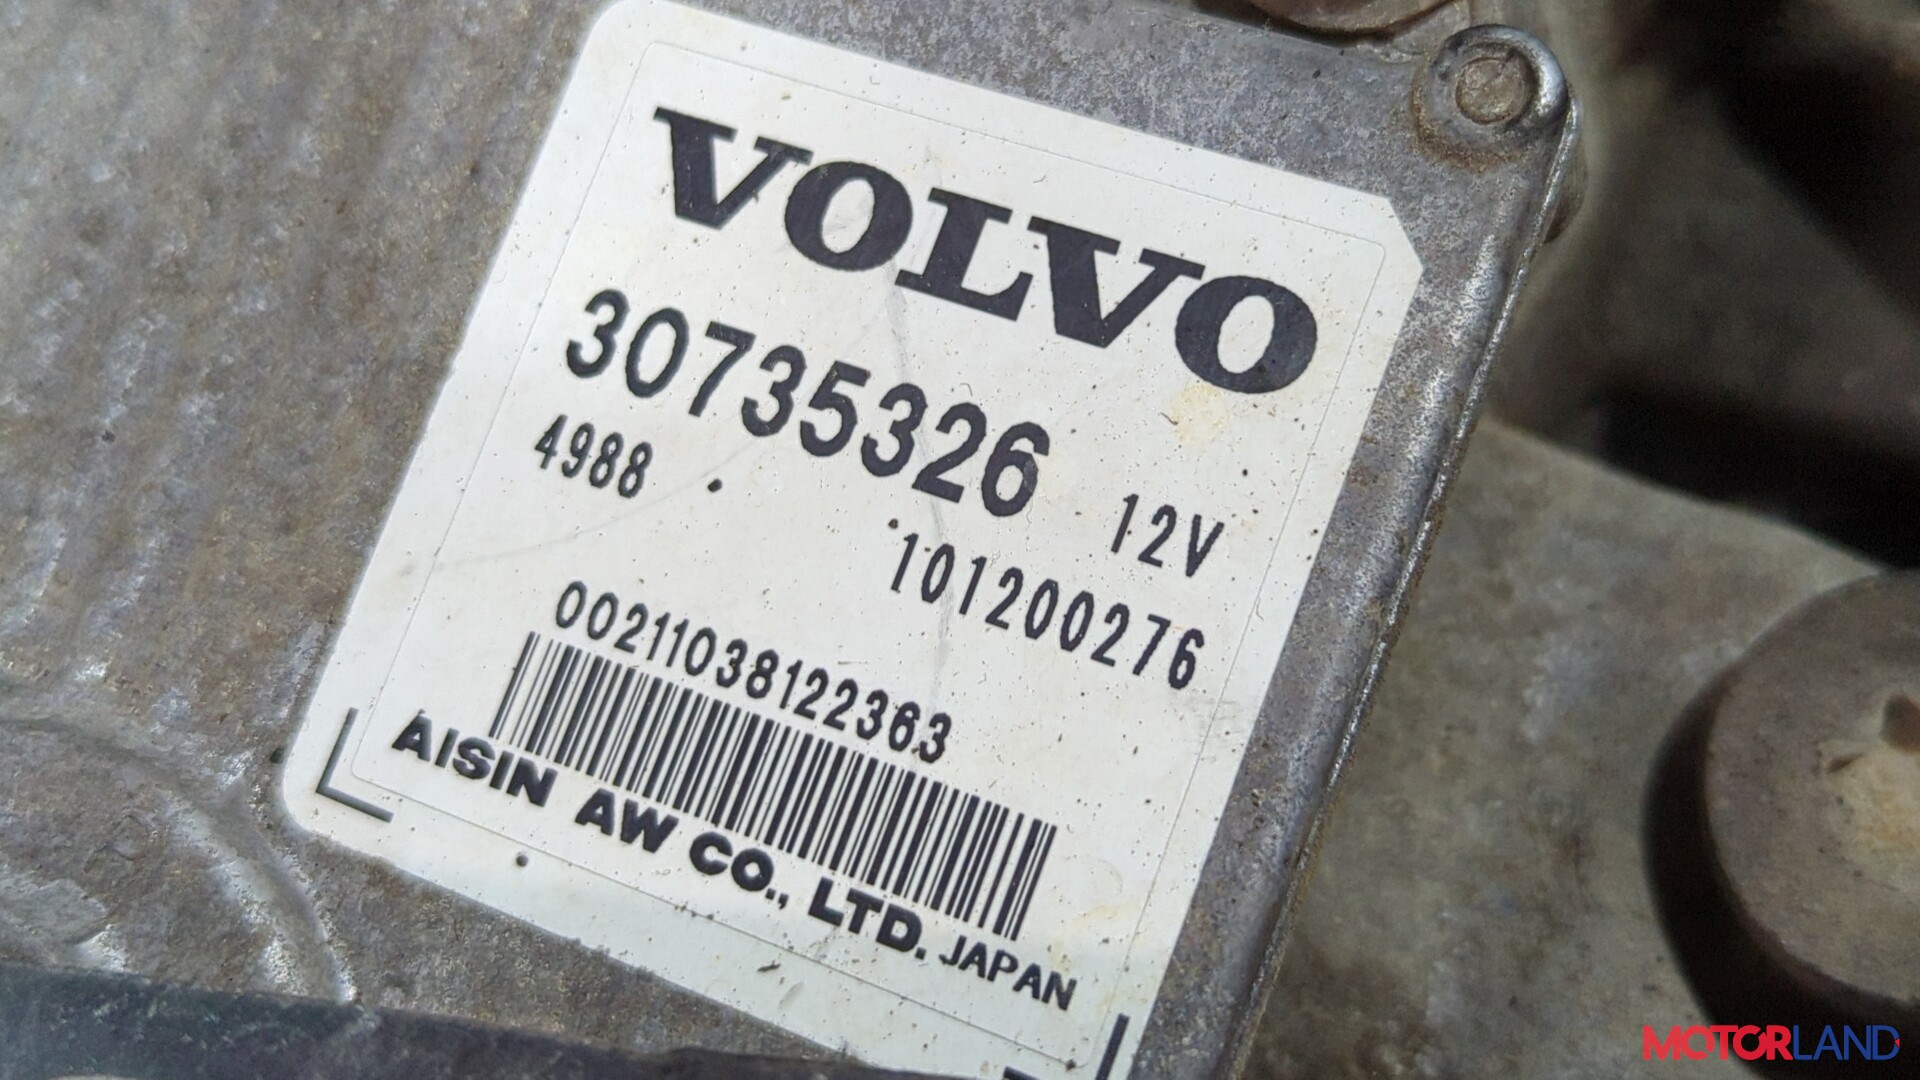 VOLVO
30735326 12V
4988 101200276
00211038122363
AISIN AW CO., LTD. JAPAN
MOTORLAND